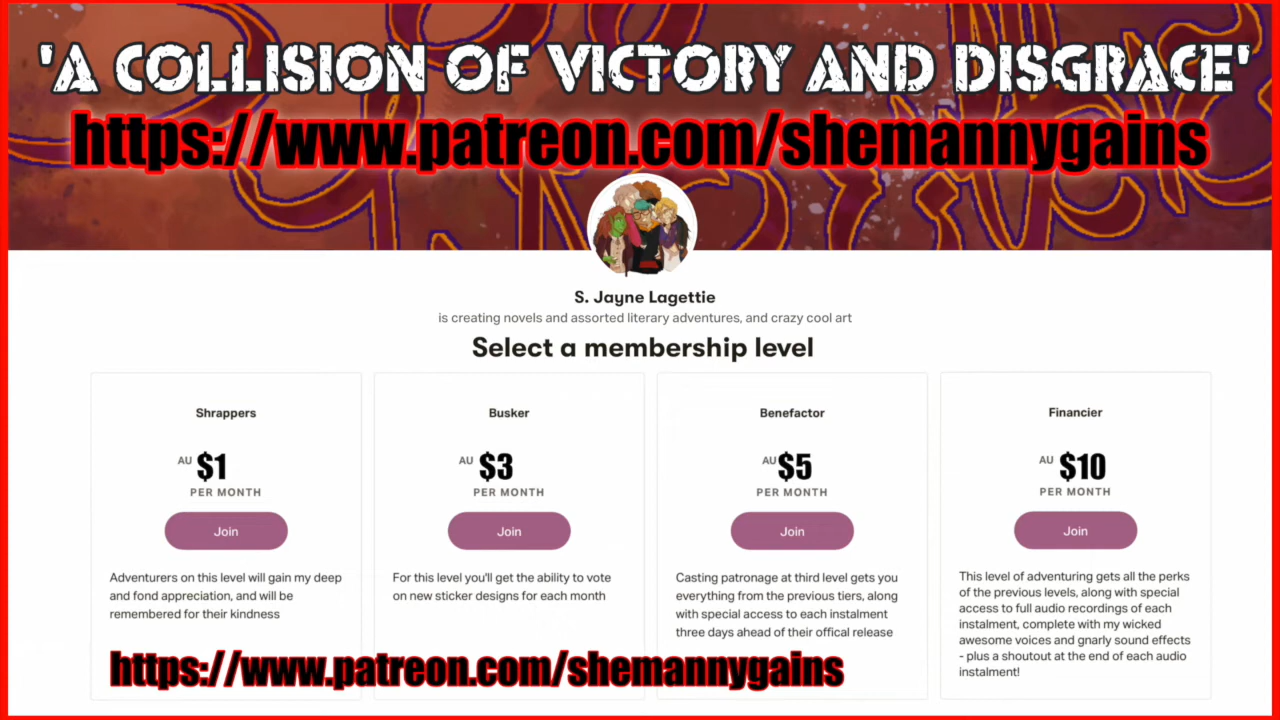 'A COLLISION OF VICTORY AND DISGRACE'
https://www.patreon.com/shemannygains
S. Jayne Lagettie
is creating novels and assorted literary adventures, and crazy cool art
Select a membership level
Shrappers
AU $1
PER MONTH
Join
Adventurers on this level will gain my deep
and fond appreciation, and will be
remembered for their kindness
Busker
AU $3
PER MONTH
Join
For this level you'll get the ability to vote
on new sticker designs for each month
Benefactor
AU $5
PER MONTH
Join
Casting patronage at third level gets you
everything from the previous tiers, along
with special access to each instalment
three days ahead of their offical release
Financier
AU $10
PER MONTH
Join
This level of adventuring gets all the perks
of the previous levels, along with special
access to full audio recordings of each
instalment, complete with my wicked
awesome voices and gnarly sound effects
- plus a shoutout at the end of each audio
instalment!
https://www.patreon.com/shemannygains